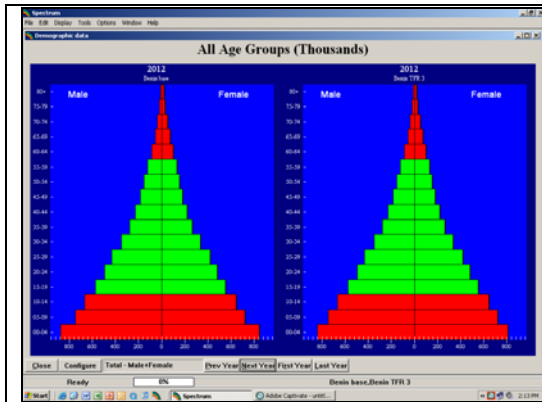 Spectrum
File Edit Display Tools Options Window Help
Demographic data
All Age Groups (Thousands)
2012
Benin base
Male
Female
80+
75-79
70-74
65-69
60-64
55-59
50-54
45-49
40-44
35-39
30-34
25-29
20-24
15-19
10-14
05-09
00-04
800 600 400 200 0 200 400 600 800
2012
Benin TFR 3
Male
Female
80+
75-79
70-74
65-69
60-64
55-59
50-54
45-49
40-44
35-39
30-34
25-29
20-24
15-19
10-14
05-09
00-04
800 600 400 200 0 200 400 600 800
Close Configure Total - Male+Female Prev Year Next Year First Year Last Year
Ready 0% Benin base,Benin TFR 3
Start Spectrum Adobe Captivate - untitl... 2:13 PM